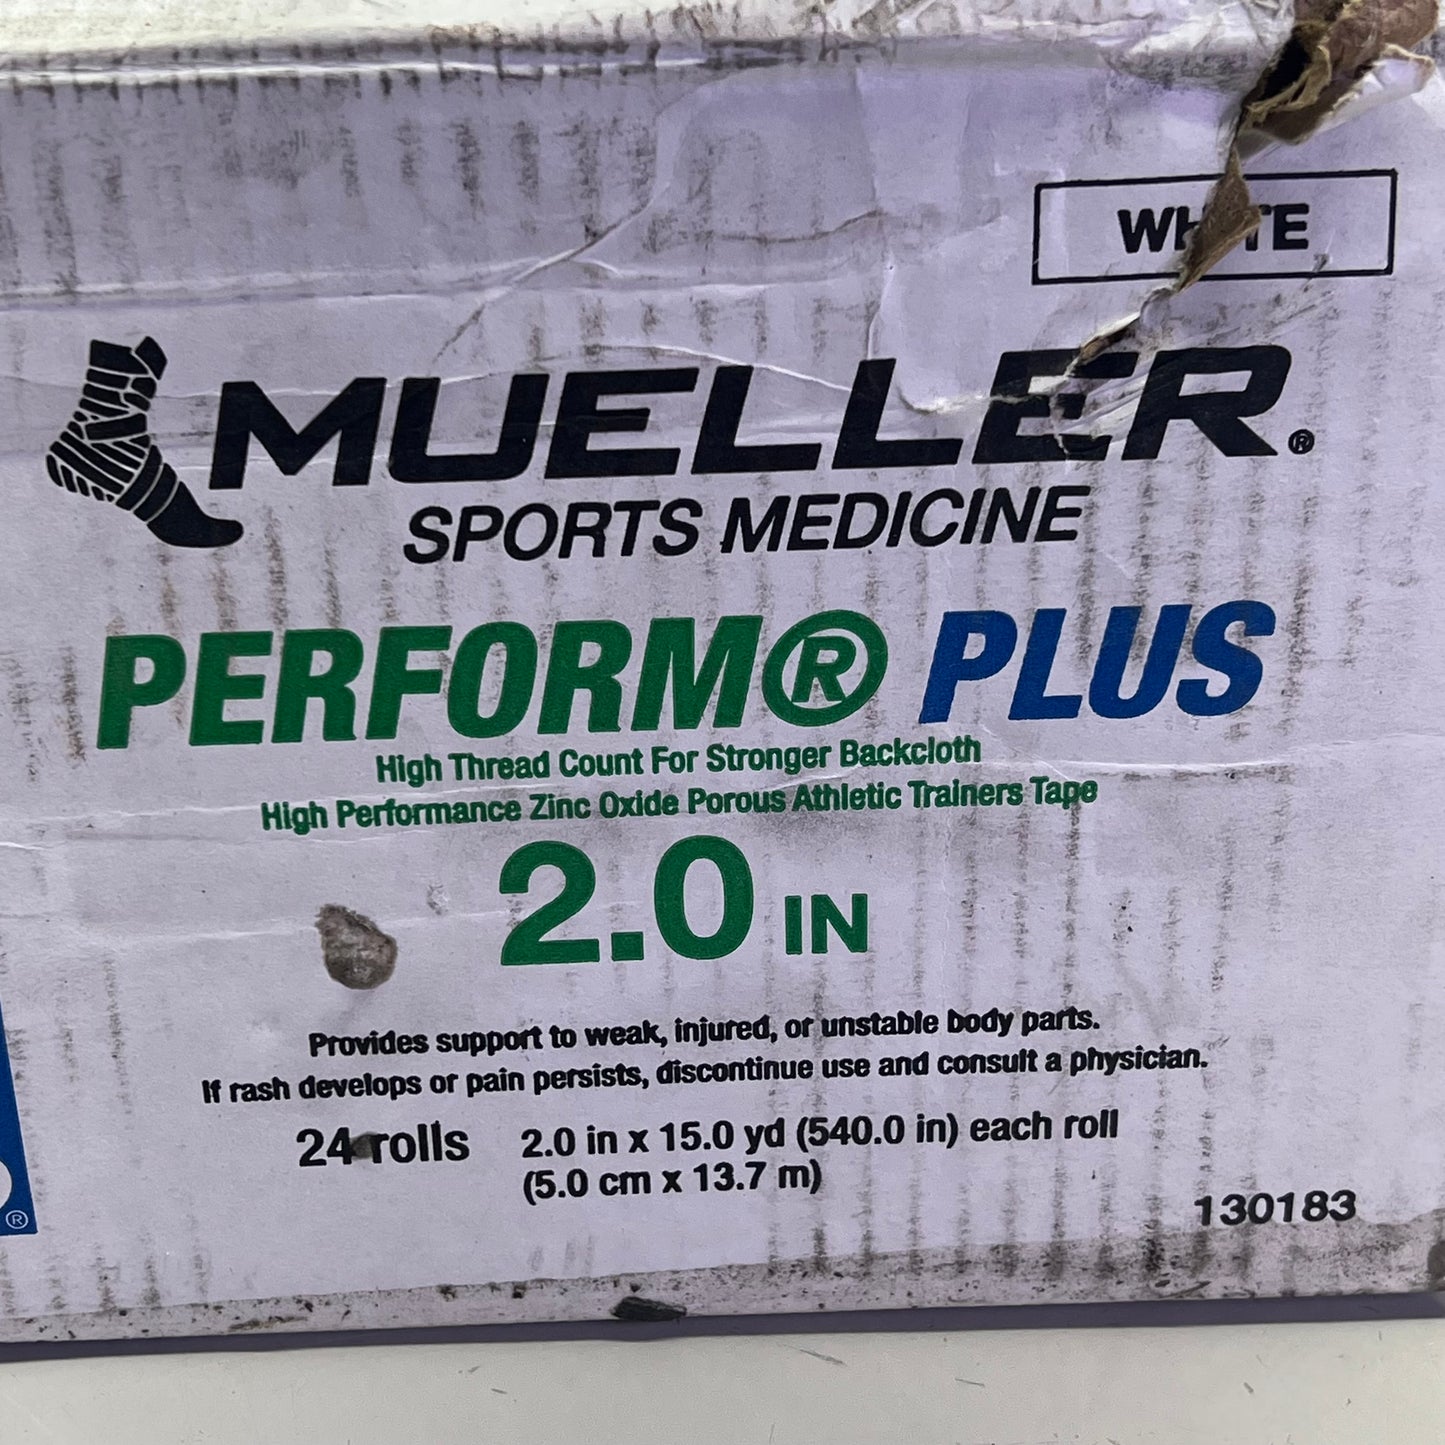 WHITE
MUELLER®
SPORTS MEDICINE
PERFORM® PLUS
High Thread Count For Stronger Backcloth
High Performance Zinc Oxide Porous Athletic Trainers Tape
2.0 IN
Provides support to weak, injured, or unstable body parts.
If rash develops or pain persists, discontinue use and consult a physician.
24 rolls 2.0 in x 15.0 yd (540.0 in) each roll
(5.0 cm x 13.7 m)
130183
®